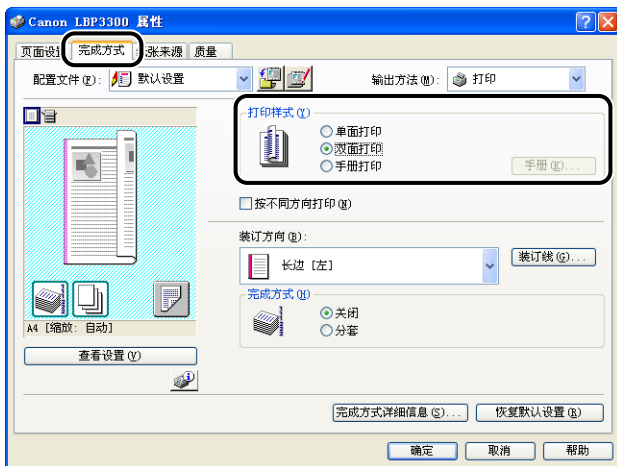 Canon LBP3300 属性
页面设 完成方式 张来源 质量
配置文件(F): 默认设置 输出方法(M): 打印
打印样式(Y)
单面打印
双面打印
手册打印 手册(K)...
按不同方向打印(N)
装订方向(B):
长边 [左] 装订线(G)...
完成方式(H)
关闭
分套
A4 [缩放: 自动]
查看设置(V)
完成方式详细信息(S)... 恢复默认设置(R)
确定 取消 帮助